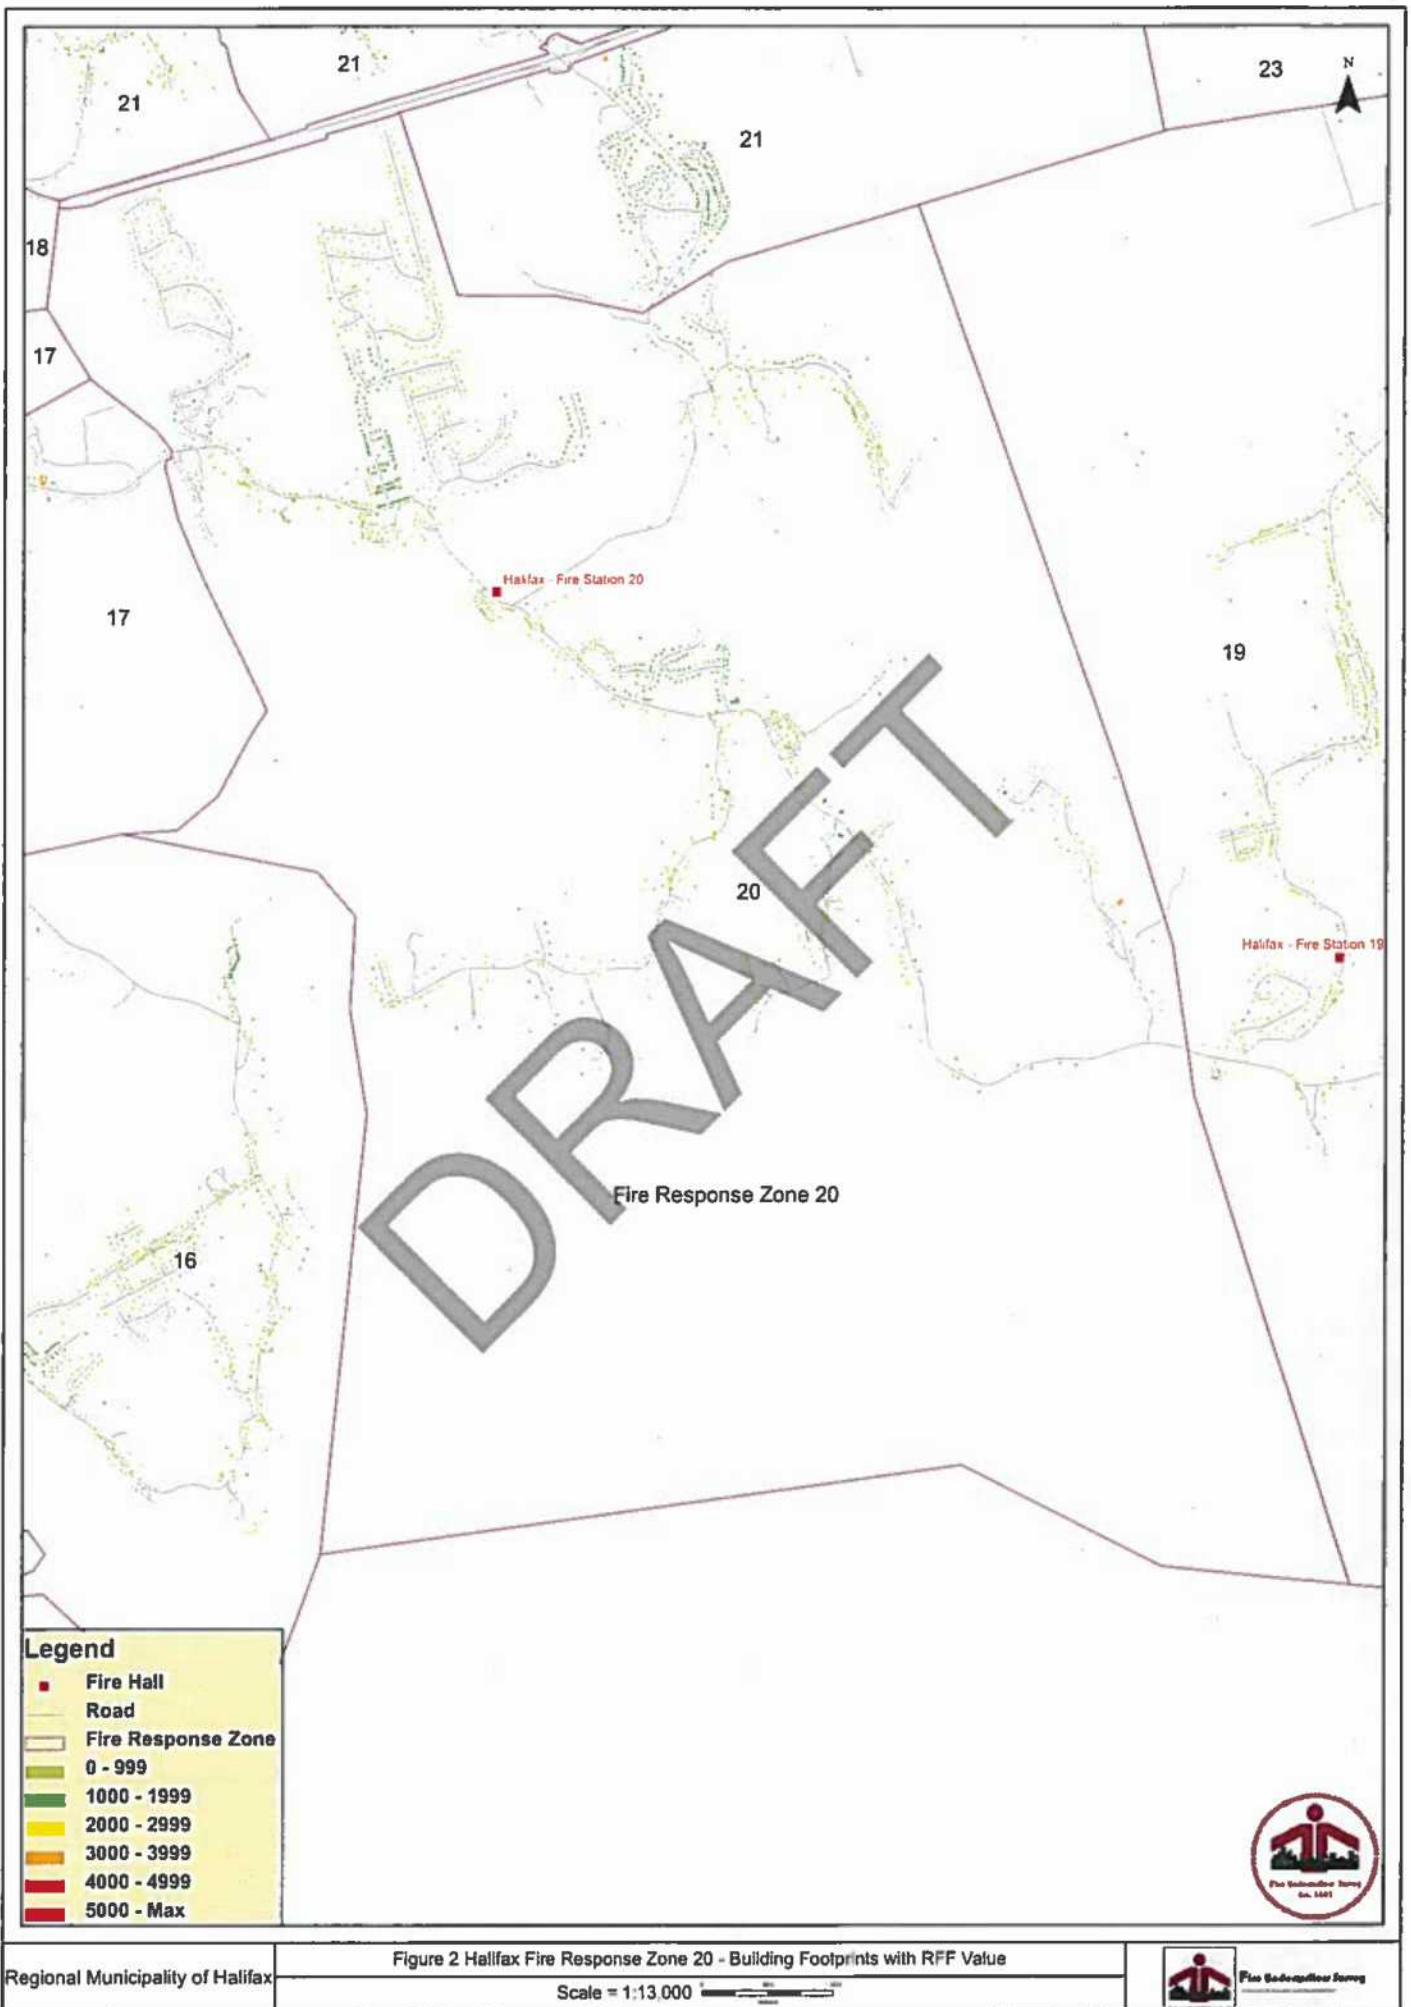 21
21
21
23
N
18
17
Halifax - Fire Station 20
17
19
20
Halifax - Fire Station 19
DRAFT
Fire Response Zone 20
16
Legend
Fire Hall
Road
Fire Response Zone
0 - 999
1000 - 1999
2000 - 2999
3000 - 3999
4000 - 4999
5000 - Max
Fire Underwriters Survey
Regional Municipality of Halifax
Figure 2 Halifax Fire Response Zone 20 - Building Footprints with RFF Value
Scale = 1:13,000
Fire Underwriters Survey